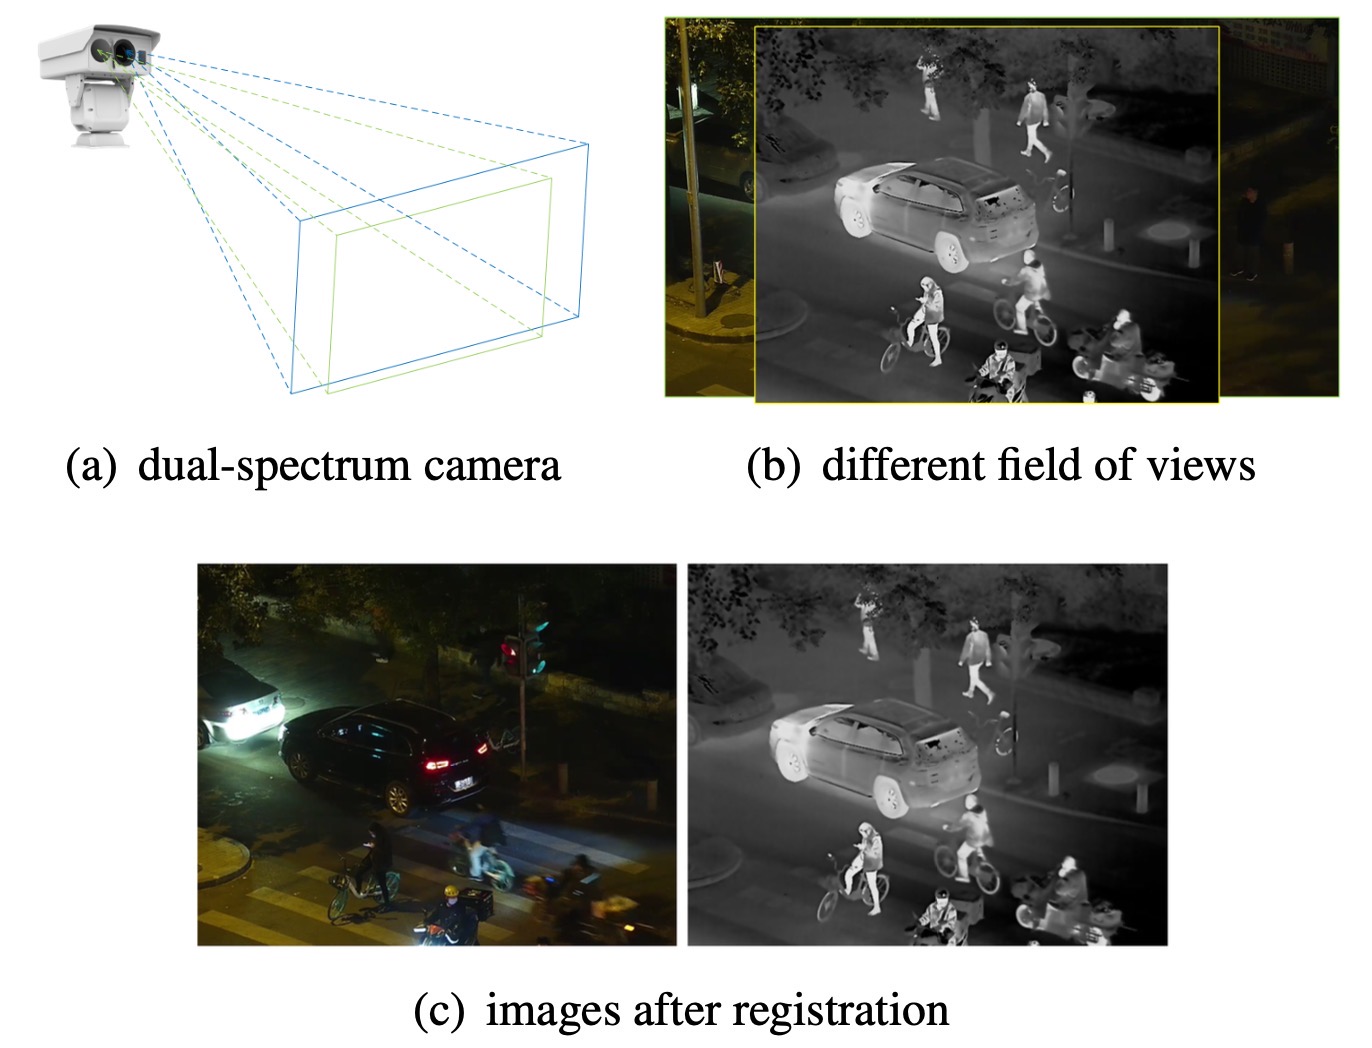 (a) dual-spectrum camera
(b) different field of views
(c) images after registration